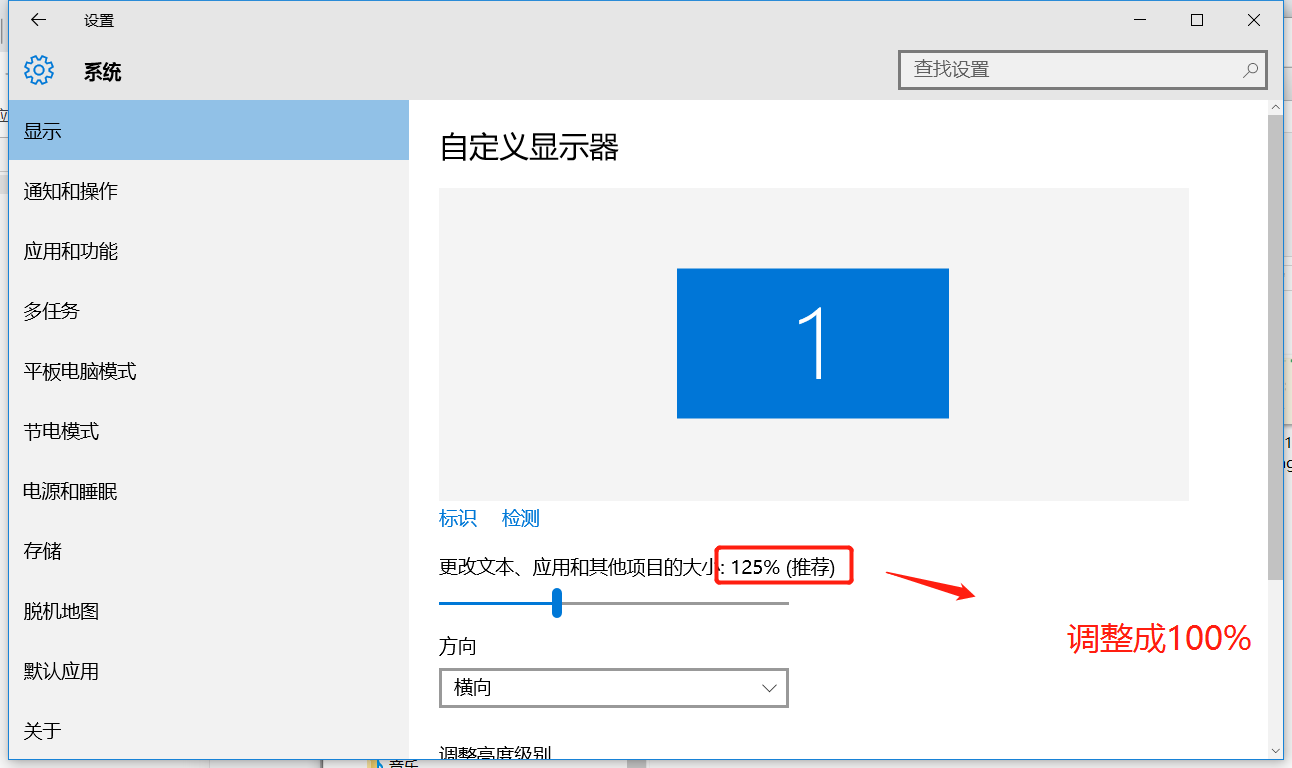 设置
系统
查找设置
显示
通知和操作
应用和功能
多任务
平板电脑模式
节电模式
电源和睡眠
存储
脱机地图
默认应用
关于
自定义显示器
1
标识 检测
更改文本、应用和其他项目的大小: 125% (推荐)
调整成100%
方向
横向
调整亮度级别
音乐